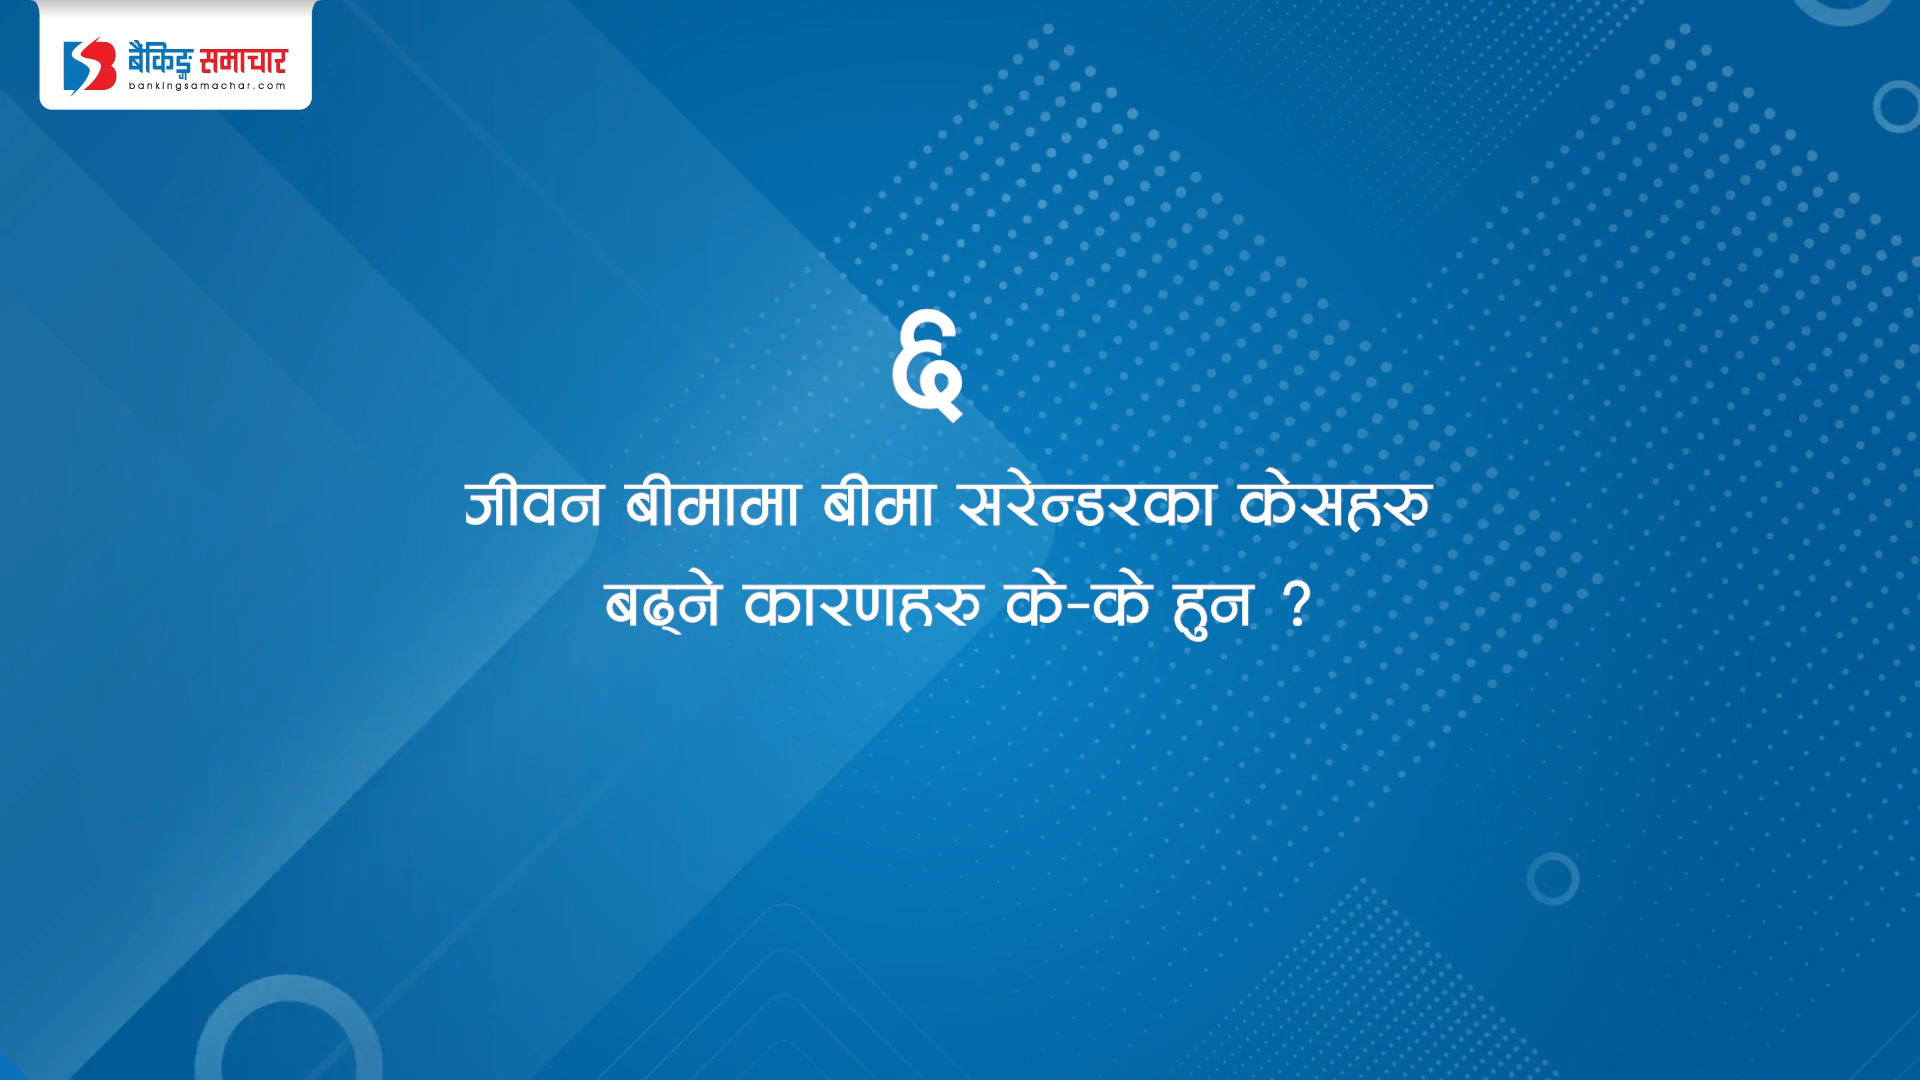 बैंकिङ्ग समाचार
bankingsamachar.com
६
जीवन बीमामा बीमा सरेन्डरका केसहरु
बढ्ने कारणहरु के-के हुन ?